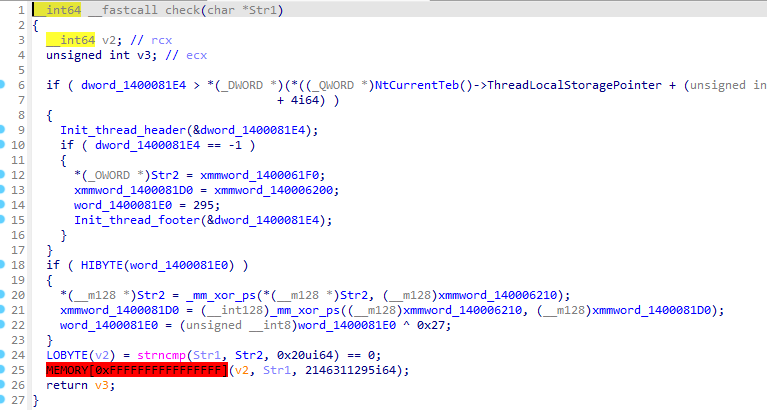 1 __int64 __fastcall check(char *Str1)
2 {
3 __int64 v2; // rcx
4 unsigned int v3; // ecx
5
6 if ( dword_1400081E4 > *(_DWORD *)(*((_QWORD *)NtCurrentTeb()->ThreadLocalStoragePointer + (unsigned in
7 + 4i64) )
8 {
9 Init_thread_header(&dword_1400081E4);
10 if ( dword_1400081E4 == -1 )
11 {
12 *(_OWORD *)Str2 = xmmword_1400061F0;
13 xmmword_1400081D0 = xmmword_140006200;
14 word_1400081E0 = 295;
15 Init_thread_footer(&dword_1400081E4);
16 }
17 }
18 if ( HIBYTE(word_1400081E0) )
19 {
20 *(__m128 *)Str2 = _mm_xor_ps(*(__m128 *)Str2, (__m128)xmmword_140006210);
21 xmmword_1400081D0 = (__int128)_mm_xor_ps((__m128)xmmword_140006210, (__m128)xmmword_1400081D0);
22 word_1400081E0 = (unsigned __int8)word_1400081E0 ^ 0x27;
23 }
24 LOBYTE(v2) = strncmp(Str1, Str2, 0x20ui64) == 0;
25 MEMORY[0xFFFFFFFFFFFFFFFF](v2, Str1, 2146311295i64);
26 return v3;
27 }